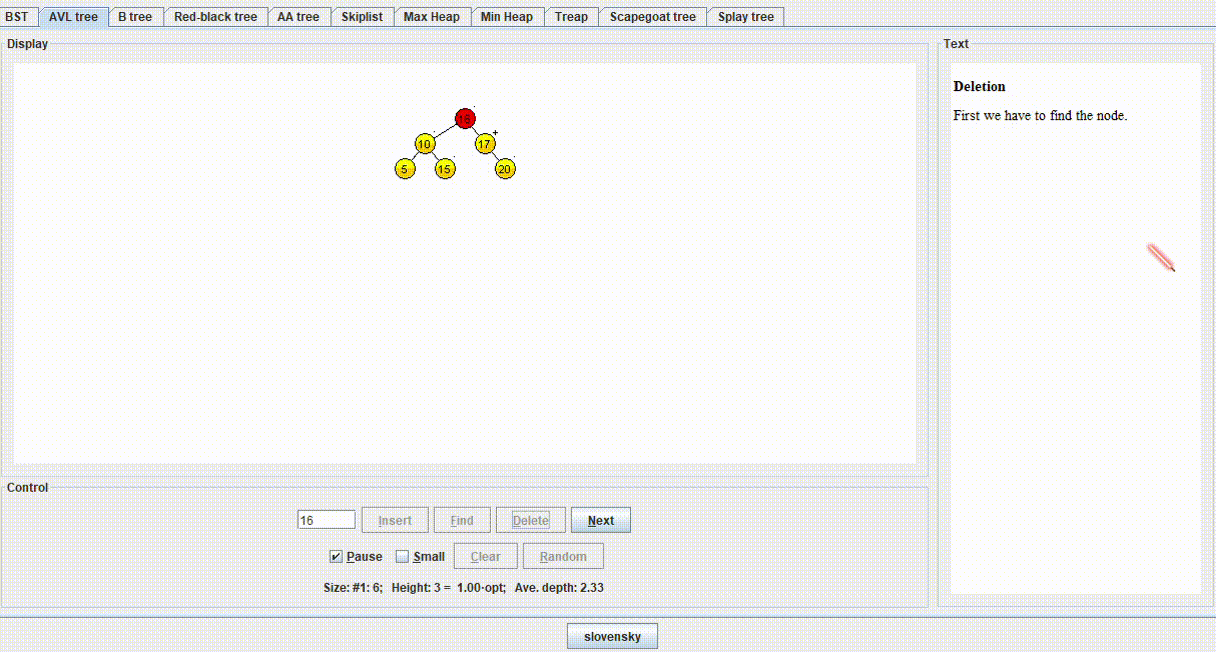 BST AVL tree B tree Red-black tree AA tree Skiplist Max Heap Min Heap Treap Scapegoat tree Splay tree
Display
Text
Deletion
First we have to find the node.
16
10 17 +
5 15 20
Control
16 Insert Find Delete Next
Pause Small Clear Random
Size: #1: 6; Height: 3 = 1.00·opt; Ave. depth: 2.33
slovensky